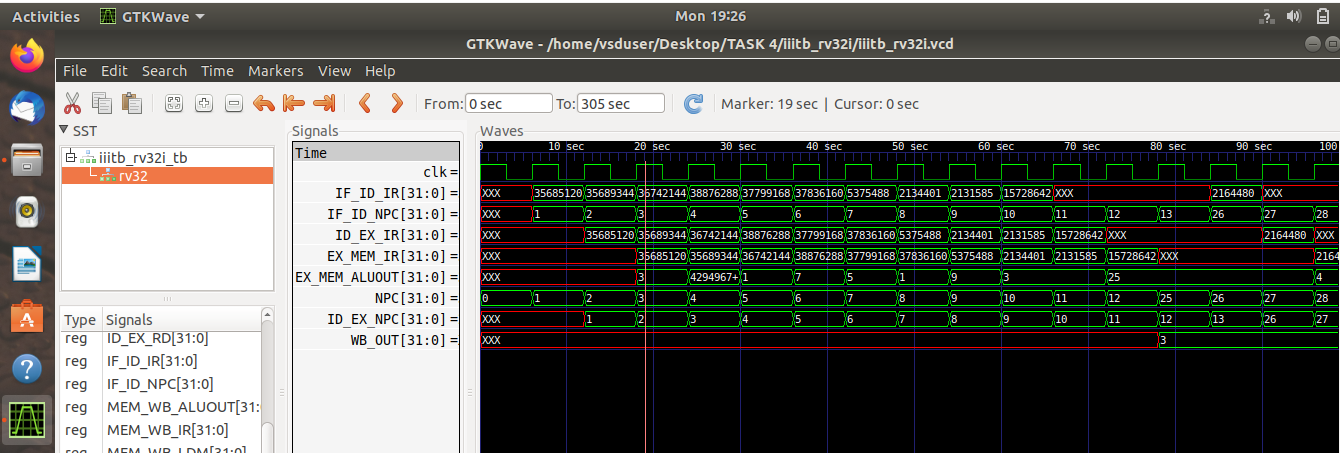 Activities GTKWave Mon 19:26
GTKWave - /home/vsduser/Desktop/TASK 4/iiitb_rv32i/iiitb_rv32i.vcd
File Edit Search Time Markers View Help
From: 0 sec To: 305 sec Marker: 19 sec | Cursor: 0 sec
SST
iiitb_rv32i_tb
rv32
Type Signals
reg ID_EX_RD[31:0]
reg IF_ID_IR[31:0]
reg IF_ID_NPC[31:0]
reg MEM_WB_ALUOUT[31:
reg MEM_WB_IR[31:0]
reg MEM_WB_LDM[31:0]
Signals
Time
clk=
IF_ID_IR[31:0]=
IF_ID_NPC[31:0]=
ID_EX_IR[31:0]=
EX_MEM_IR[31:0]=
EX_MEM_ALUOUT[31:0]=
NPC[31:0]=
ID_EX_NPC[31:0]=
WB_OUT[31:0]=
Waves
0 10 sec 20 sec 30 sec 40 sec 50 sec 60 sec 70 sec 80 sec 90 sec 100
XXX 35685120 35689344 36742144 38876288 37799168 37836160 5375488 2134401 2131585 15728642 XXX 2164480 XXX
XXX 1 2 3 4 5 6 7 8 9 10 11 12 13 26 27 28
XXX 35685120 35689344 36742144 38876288 37799168 37836160 5375488 2134401 2131585 15728642 XXX 2164480 XXX
XXX 35685120 35689344 36742144 38876288 37799168 37836160 5375488 2134401 2131585 15728642 XXX 2164
XXX 3 4294967+ 1 7 5 1 9 3 25 4
0 1 2 3 4 5 6 7 8 9 10 11 12 25 26 27 28
XXX 1 2 3 4 5 6 7 8 9 10 11 12 13 26 27
XXX 3